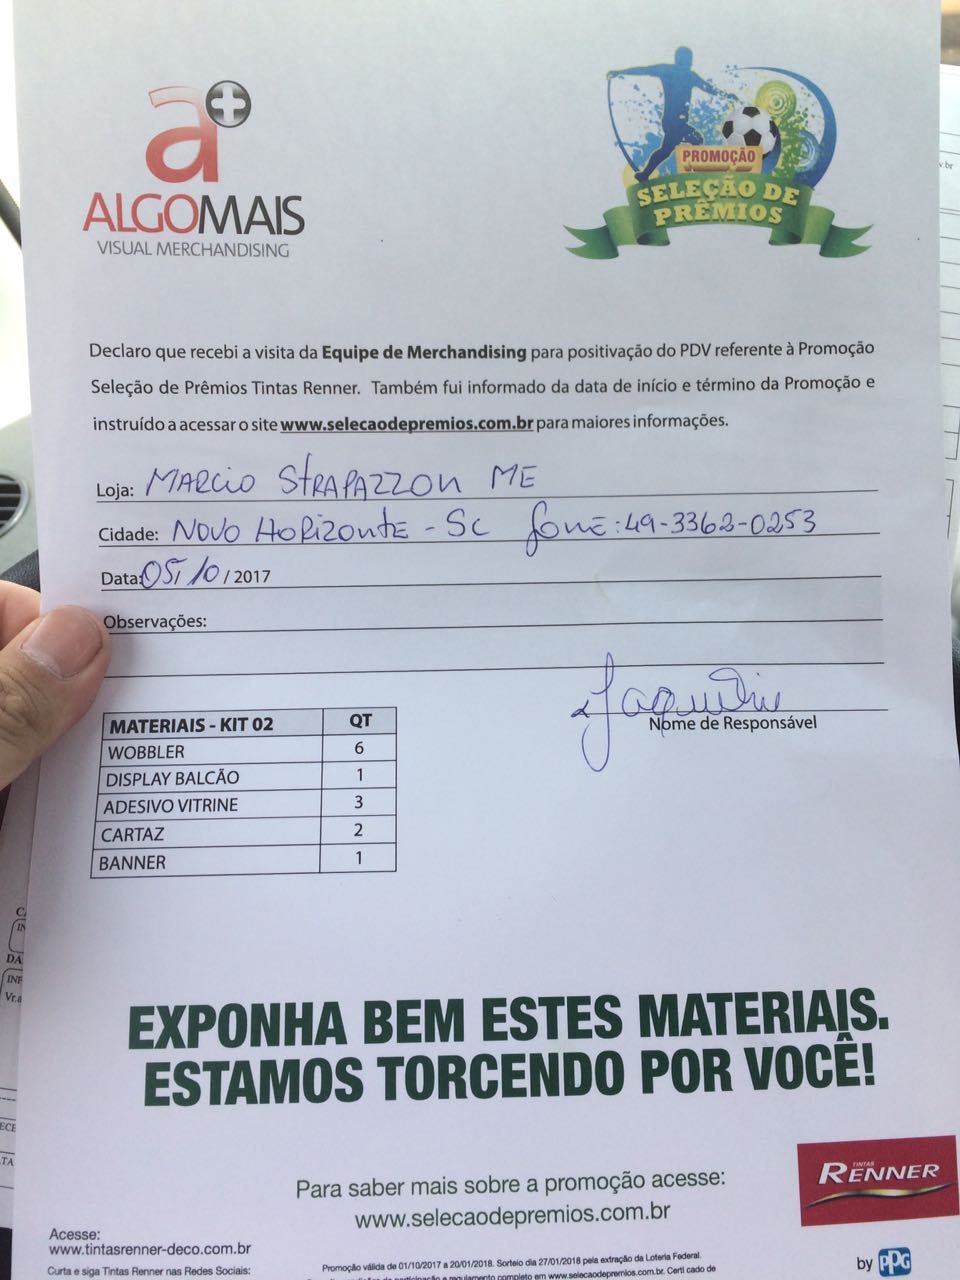 a+
ALGOMAIS
VISUAL MERCHANDISING
PROMOÇÃO
SELEÇÃO DE
PRÊMIOS
Declaro que recebi a visita da Equipe de Merchandising para positivação do PDV referente à Promoção
Seleção de Prêmios Tintas Renner. Também fui informado da data de início e término da Promoção e
instruído a acessar o site www.selecaodepremios.com.br para maiores informações.
Loja: MARCIO STRAPAZZON ME
Cidade: NOVO HORIZONTE - SC fone: 49-3362-0253
Data: 05/10/2017
Observações:
Jaqueline
Nome de Responsável
MATERIAIS - KIT 02 QT
WOBBLER 6
DISPLAY BALCÃO 1
ADESIVO VITRINE 3
CARTAZ 2
BANNER 1
EXPONHA BEM ESTES MATERIAIS.
ESTAMOS TORCENDO POR VOCÊ!
TINTAS
RENNER
Para saber mais sobre a promoção acesse:
www.selecaodepremios.com.br
Acesse:
www.tintasrenner-deco.com.br
by PPG
Curta e siga Tintas Renner nas Redes Sociais:
Promoção válida de 01/10/2017 a 20/01/2018. Sorteio dia 27/01/2018 pela extração da Loteria Federal.
participação e regulamento completo em www.selecaodepremios.com.br. Certificado de